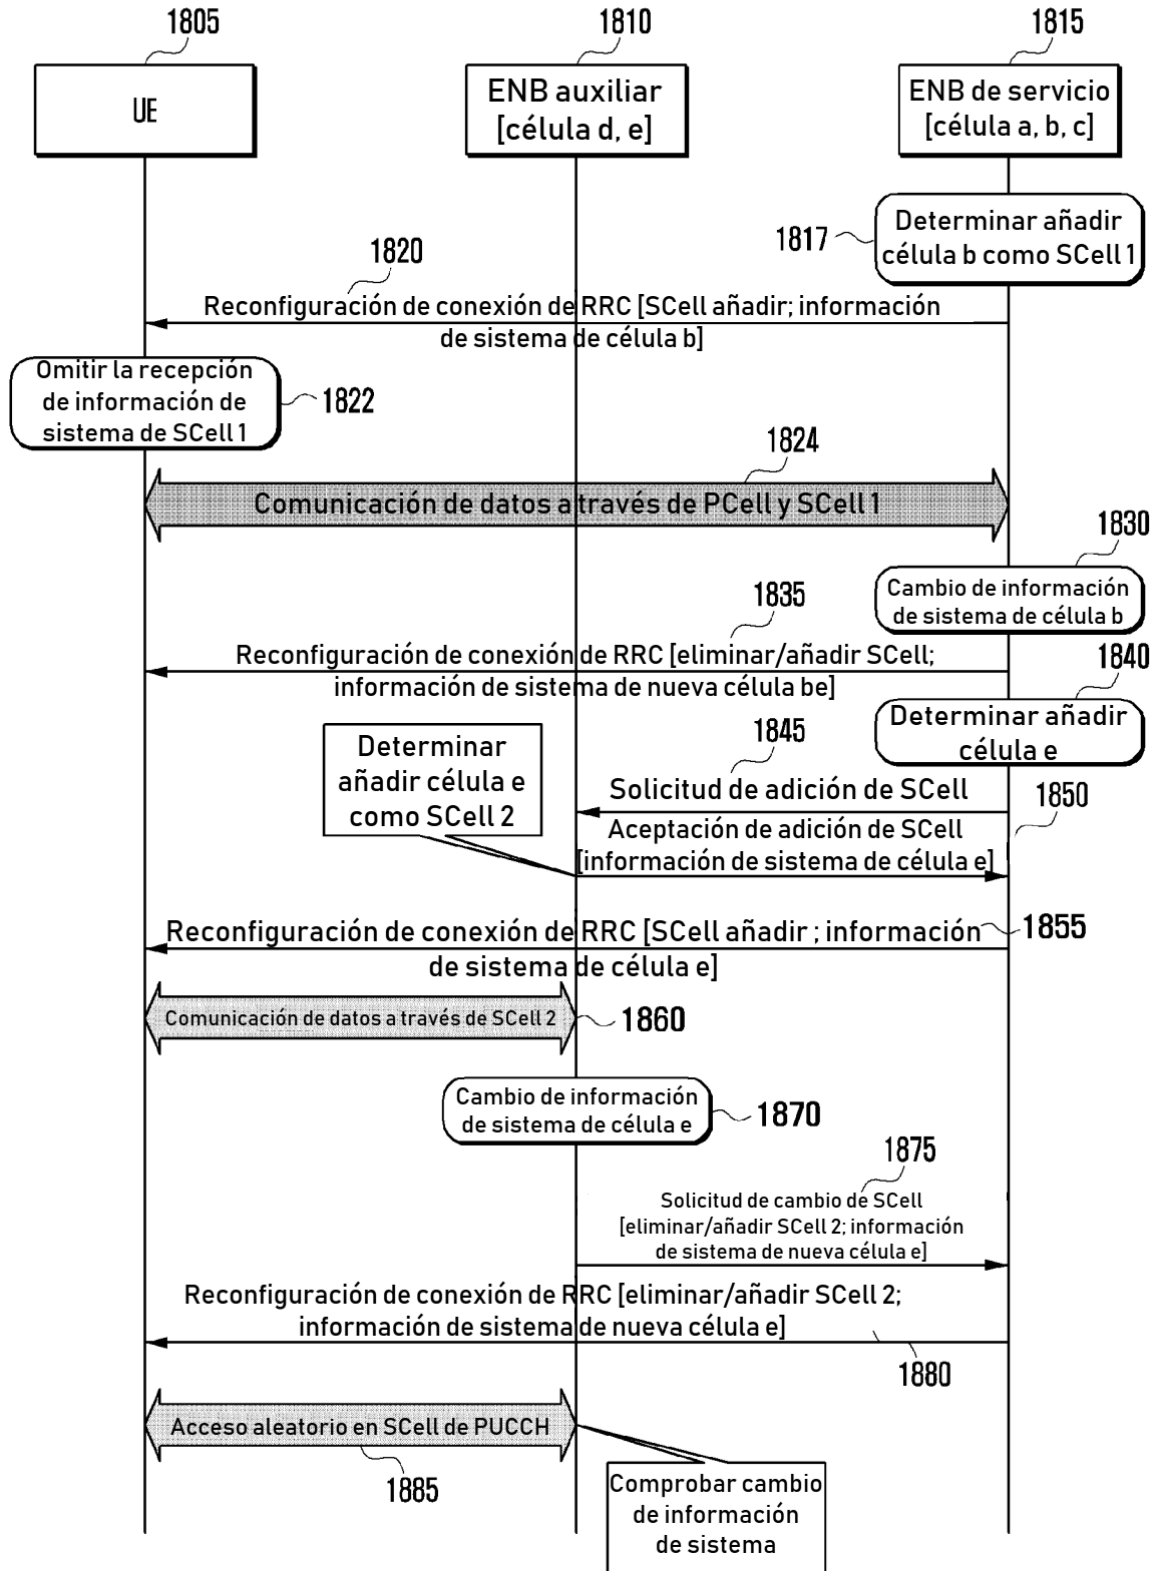 1805
1810
1815
UE
ENB auxiliar
[célula d, e]
ENB de servicio
[célula a, b, c]
1817
Determinar añadir
célula b como SCell 1
1820
Reconfiguración de conexión de RRC [SCell añadir; información
de sistema de célula b]
Omitir la recepción
de información de
sistema de SCell 1
1822
1824
Comunicación de datos a través de PCell y SCell 1
1830
Cambio de información
de sistema de célula b
1835
Reconfiguración de conexión de RRC [eliminar/añadir SCell;
información de sistema de nueva célula be]
1840
Determinar añadir
célula e
Determinar
añadir célula e
como SCell 2
1845
Solicitud de adición de SCell
1850
Aceptación de adición de SCell
[información de sistema de célula e]
Reconfiguración de conexión de RRC [SCell añadir ; información
de sistema de célula e]
1855
Comunicación de datos a través de SCell 2
1860
Cambio de información
de sistema de célula e
1870
1875
Solicitud de cambio de SCell
[eliminar/añadir SCell 2; información
de sistema de nueva célula e]
Reconfiguración de conexión de RRC [eliminar/añadir SCell 2;
información de sistema de nueva célula e]
1880
Acceso aleatorio en SCell de PUCCH
1885
Comprobar cambio
de información
de sistema